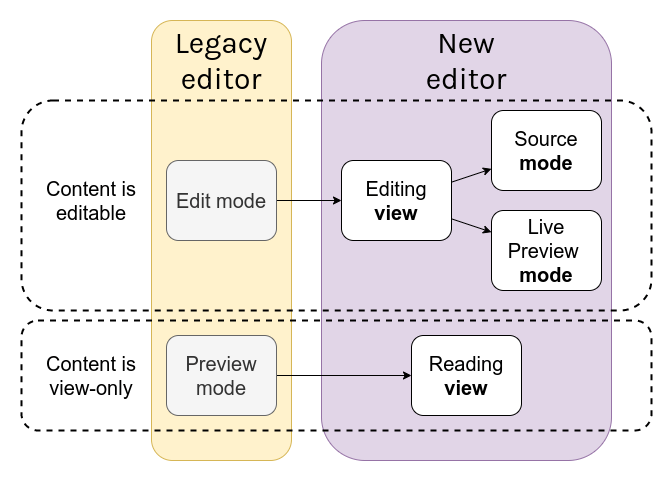 Legacy
editor
New
editor
Content is
editable
Edit mode
Editing
view
Source
mode
Live
Preview
mode
Content is
view-only
Preview
mode
Reading
view